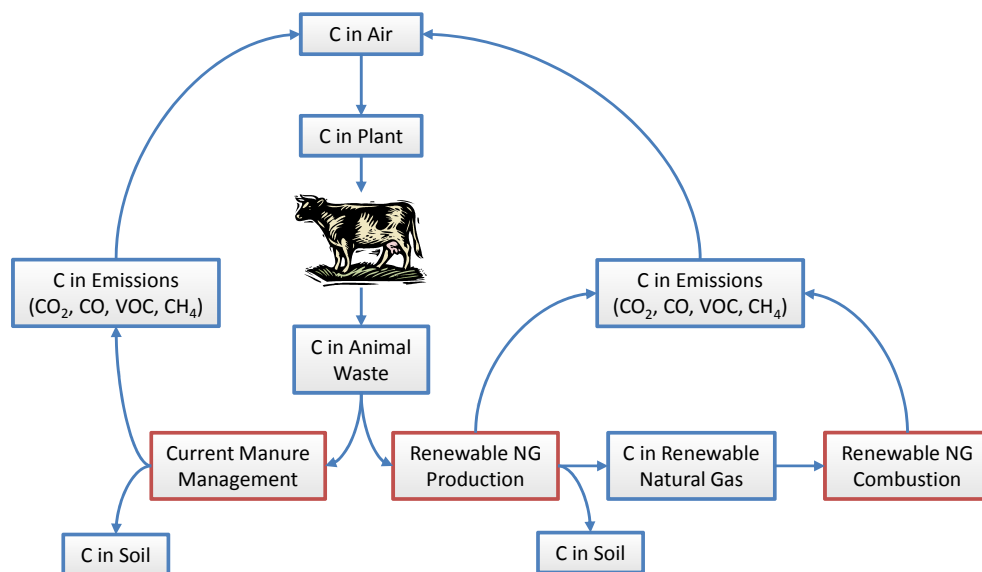 C in Air
C in Plant
C in Emissions
(CO₂, CO, VOC, CH₄)
C in Emissions
(CO₂, CO, VOC, CH₄)
C in Animal
Waste
Current Manure
Management
Renewable NG
Production
C in Renewable
Natural Gas
Renewable NG
Combustion
C in Soil
C in Soil